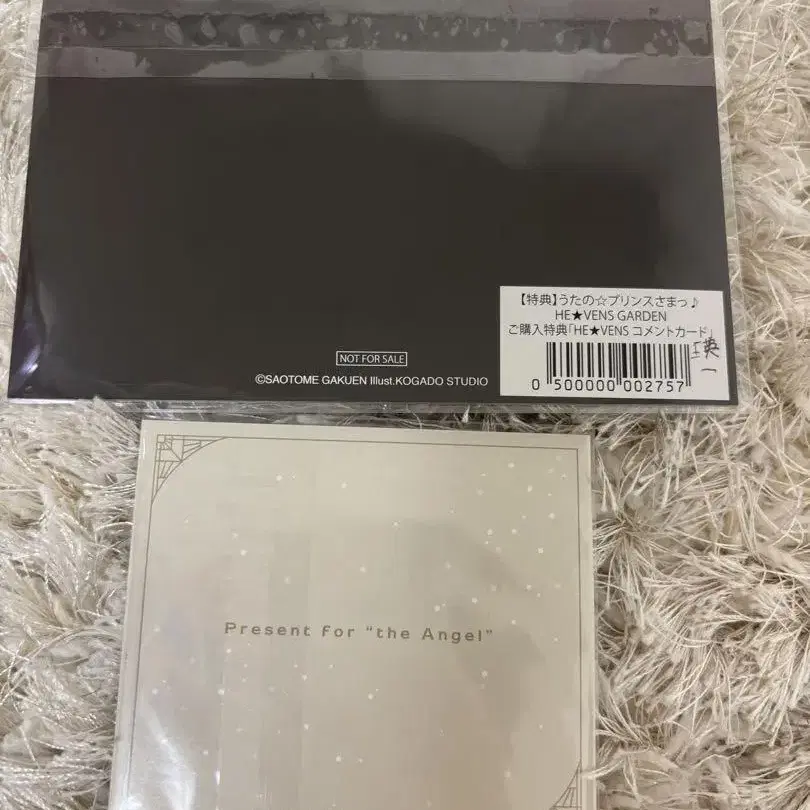 【特典】うたの☆プリンスさまっ♪
HE★VENS GARDEN
ご購入特典「HE★VENS コメントカード」
瑛一
0 500000 002757
NOT FOR SALE
©SAOTOME GAKUEN Illust.KOGADO STUDIO
Present for “the Angel”